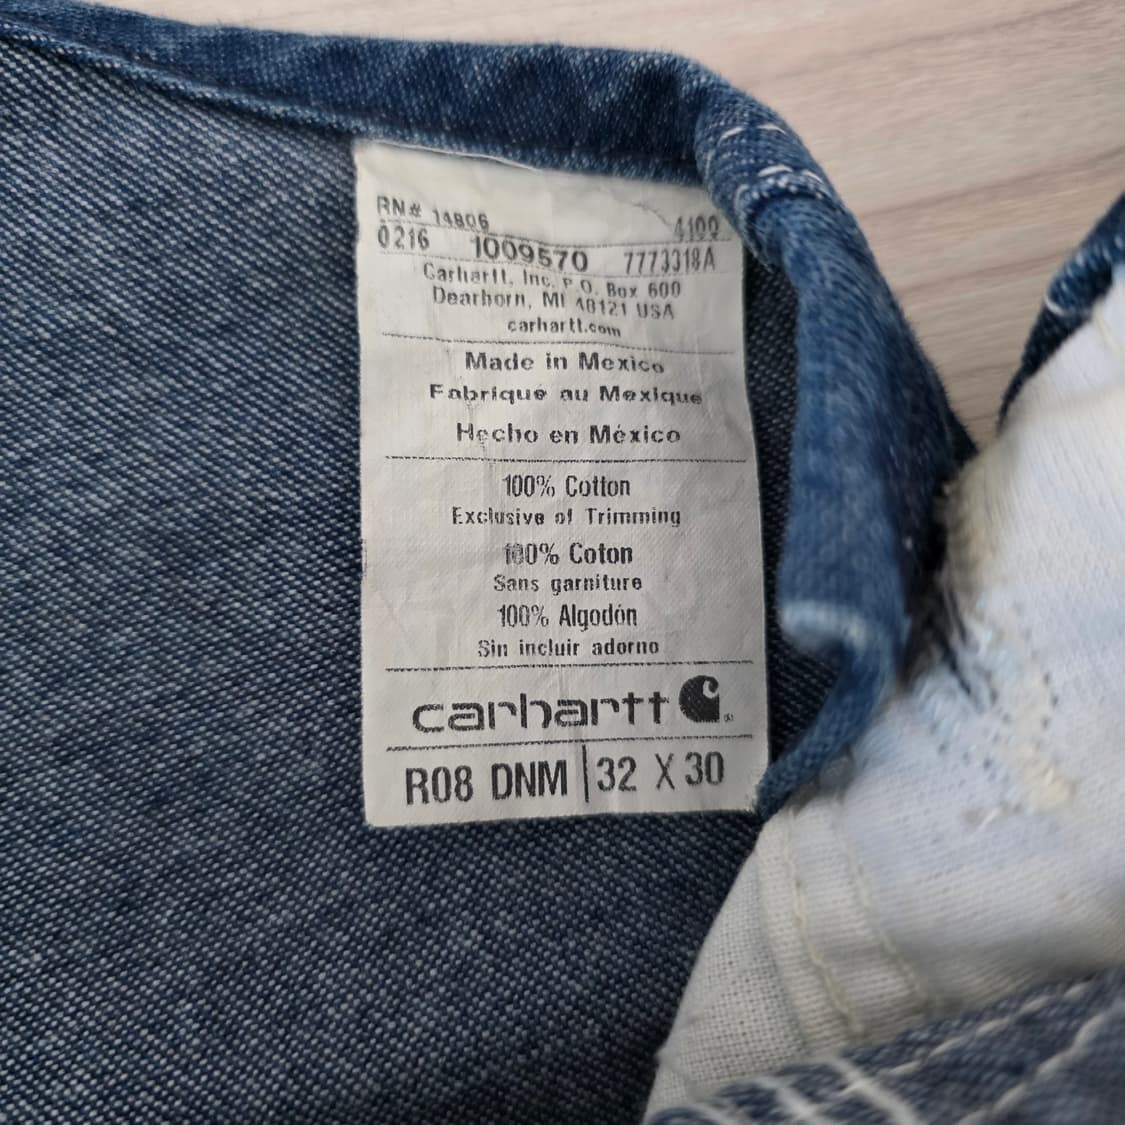 RN# 14806 4100
0216 1009570 7773318A
Carhartt, Inc. P.O. Box 600
Dearborn, MI 48121 USA
carhartt.com
Made in Mexico
Fabriqué au Mexique
Hecho en México
100% Cotton
Exclusive of Trimming
100% Coton
Sans garniture
100% Algodón
Sin incluir adorno
carhartt
R08 DNM | 32 X 30